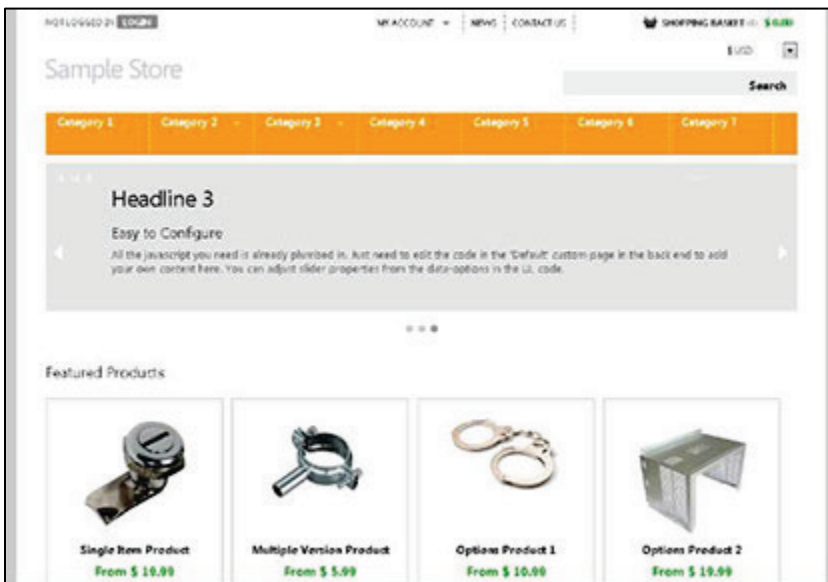 NOT LOGGED IN LOGIN
MY ACCOUNT NEWS CONTACT US
SHOPPING BASKET
$ USD
Sample Store
Search
Category 1 Category 2 Category 3 Category 4 Category 5 Category 6 Category 7
Headline 3
Easy to Configure
All the javascript you need is already plumbed in. Just need to edit the code in the 'Default' custom page in the back end to add
your own content here. You can adjust slider properties from the data-options in the UL code.
Featured Products
Single Item Product Multiple Version Product Options Product 1 Options Product 2
From $ 19.99 From $ 5.99 From $ 10.99 From $ 19.99